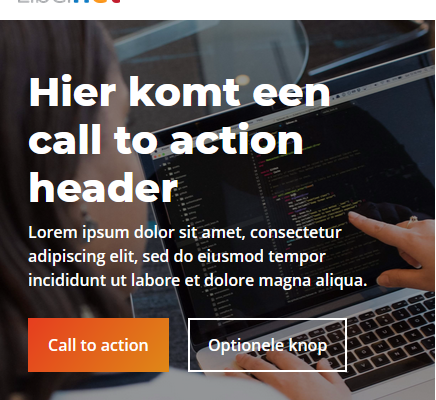 Hier komt een
call to action
header
Lorem ipsum dolor sit amet, consectetur
adipiscing elit, sed do eiusmod tempor
incididunt ut labore et dolore magna aliqua.
Call to action
Optionele knop